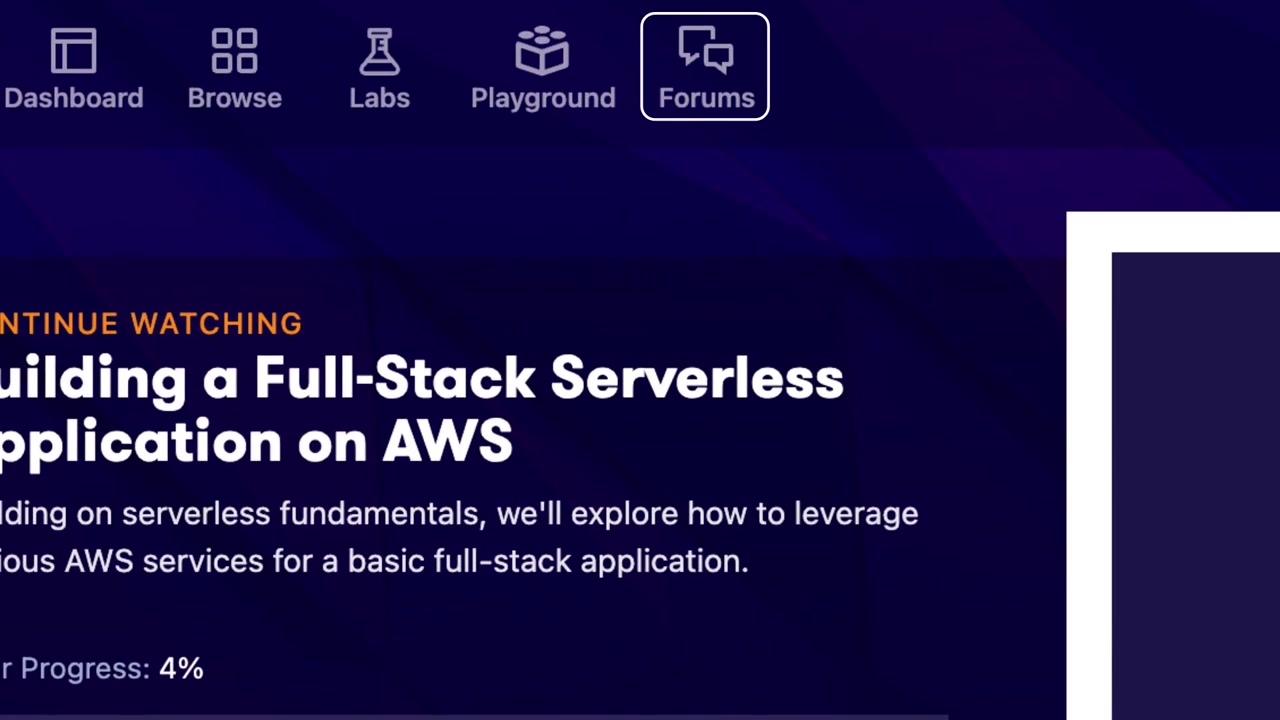 Dashboard Browse Labs Playground Forums
NTINUE WATCHING
uilding a Full-Stack Serverless
pplication on AWS
lding on serverless fundamentals, we'll explore how to leverage
ious AWS services for a basic full-stack application.
r Progress: 4%